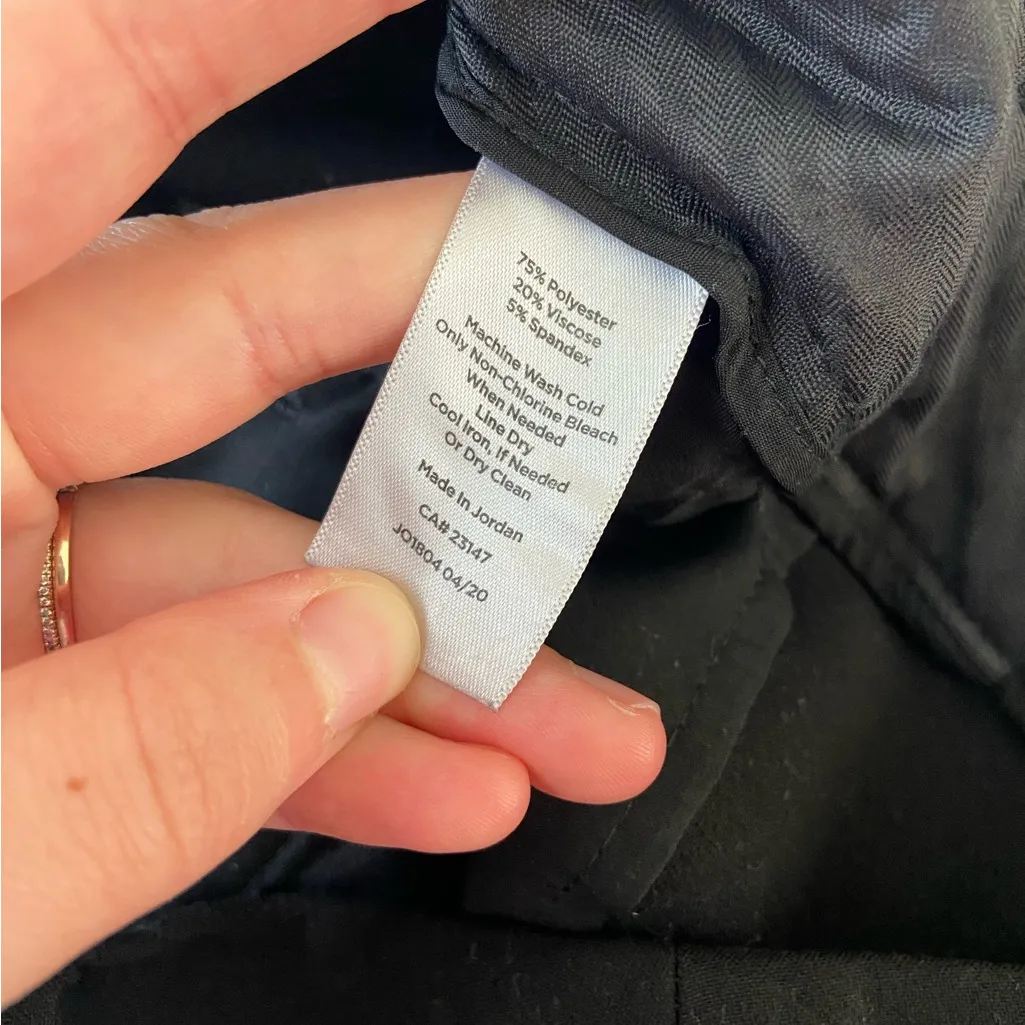 75% Polyester
20% Viscose
5% Spandex
Machine Wash Cold
Only Non-Chlorine Bleach
When Needed
Line Dry
Cool Iron, If Needed
Or Dry Clean
Made In Jordan
CA# 23147
JO1804 04/20